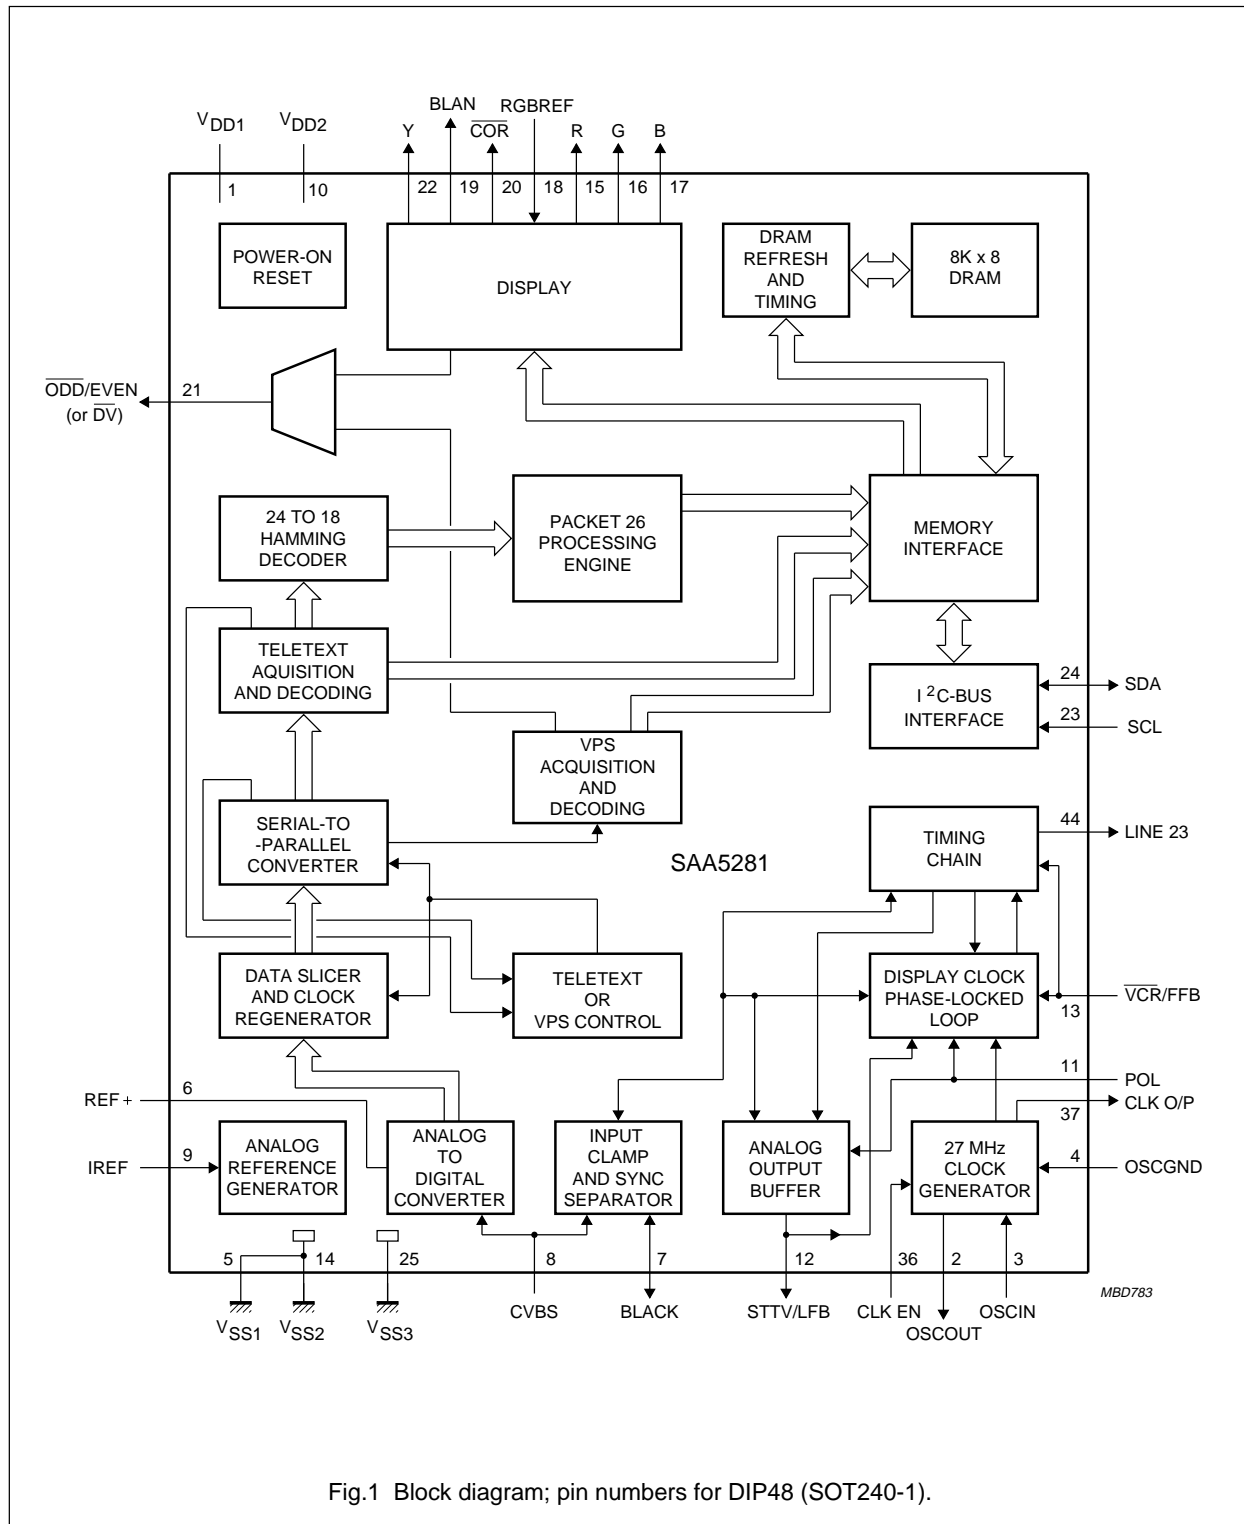 V DD1
V DD2
Y
BLAN
COR
RGBREF
R
G
B
1
10
22
19
20
18
15
16
17
POWER-ON
RESET
DISPLAY
DRAM
REFRESH
AND
TIMING
8K x 8
DRAM
ODD/EVEN
(or DV)
21
24 TO 18
HAMMING
DECODER
PACKET 26
PROCESSING
ENGINE
MEMORY
INTERFACE
TELETEXT
AQUISITION
AND DECODING
I 2C-BUS
INTERFACE
24
SDA
23
SCL
VPS
ACQUISITION
AND
DECODING
SERIAL-TO
-PARALLEL
CONVERTER
SAA5281
TIMING
CHAIN
44
LINE 23
DATA SLICER
AND CLOCK
REGENERATOR
TELETEXT
OR
VPS CONTROL
DISPLAY CLOCK
PHASE-LOCKED
LOOP
VCR/FFB
13
11
POL
CLK O/P
37
6
REF+
9
IREF
ANALOG
REFERENCE
GENERATOR
ANALOG
TO
DIGITAL
CONVERTER
INPUT
CLAMP
AND SYNC
SEPARATOR
ANALOG
OUTPUT
BUFFER
27 MHz
CLOCK
GENERATOR
4
OSCGND
5
14
25
8
7
12
36
2
3
V SS1
V SS2
V SS3
CVBS
BLACK
STTV/LFB
CLK EN
OSCOUT
OSCIN
MBD783
Fig.1 Block diagram; pin numbers for DIP48 (SOT240-1).